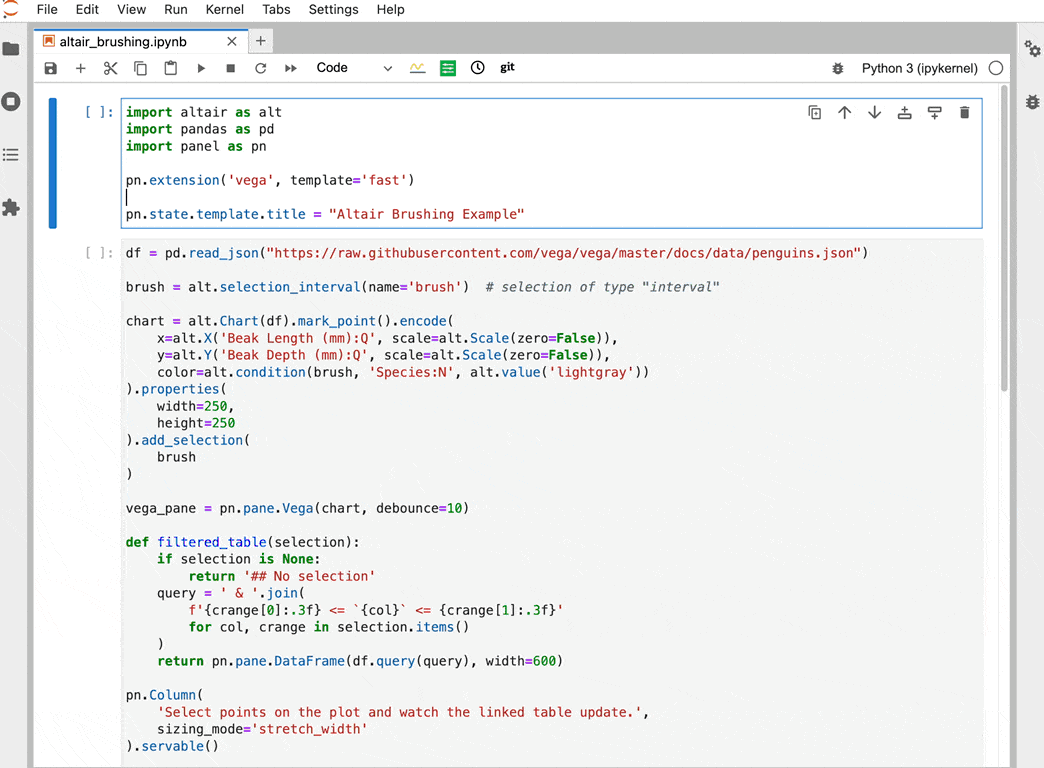 File Edit View Run Kernel Tabs Settings Help
altair_brushing.ipynb
Code git Python 3 (ipykernel)
[ ]: import altair as alt
import pandas as pd
import panel as pn
pn.extension('vega', template='fast')
pn.state.template.title = "Altair Brushing Example"
[ ]: df = pd.read_json("https://raw.githubusercontent.com/vega/vega/master/docs/data/penguins.json")
brush = alt.selection_interval(name='brush')  # selection of type "interval"
chart = alt.Chart(df).mark_point().encode(
    x=alt.X('Beak Length (mm):Q', scale=alt.Scale(zero=False)),
    y=alt.Y('Beak Depth (mm):Q', scale=alt.Scale(zero=False)),
    color=alt.condition(brush, 'Species:N', alt.value('lightgray'))
).properties(
    width=250,
    height=250
).add_selection(
    brush
)
vega_pane = pn.pane.Vega(chart, debounce=10)
def filtered_table(selection):
    if selection is None:
        return '## No selection'
    query = ' & '.join(
        f'{crange[0]:.3f} <= `{col}` <= {crange[1]:.3f}'
        for col, crange in selection.items()
    )
    return pn.pane.DataFrame(df.query(query), width=600)
pn.Column(
    'Select points on the plot and watch the linked table update.',
    sizing_mode='stretch_width'
).servable()